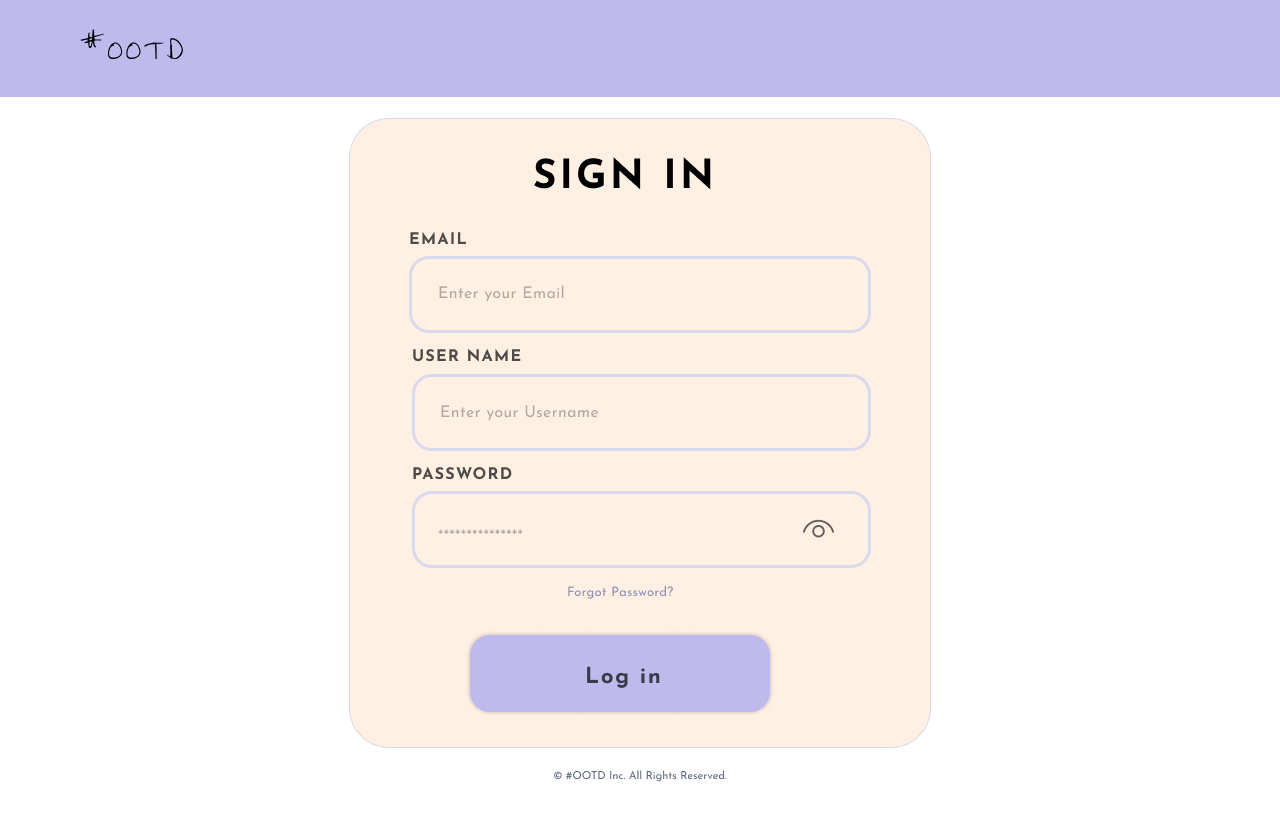 #OOTD
SIGN IN
EMAIL
Enter your Email
USER NAME
Enter your Username
PASSWORD
***************
Forgot Password?
Log in
© #OOTD Inc. All Rights Reserved.